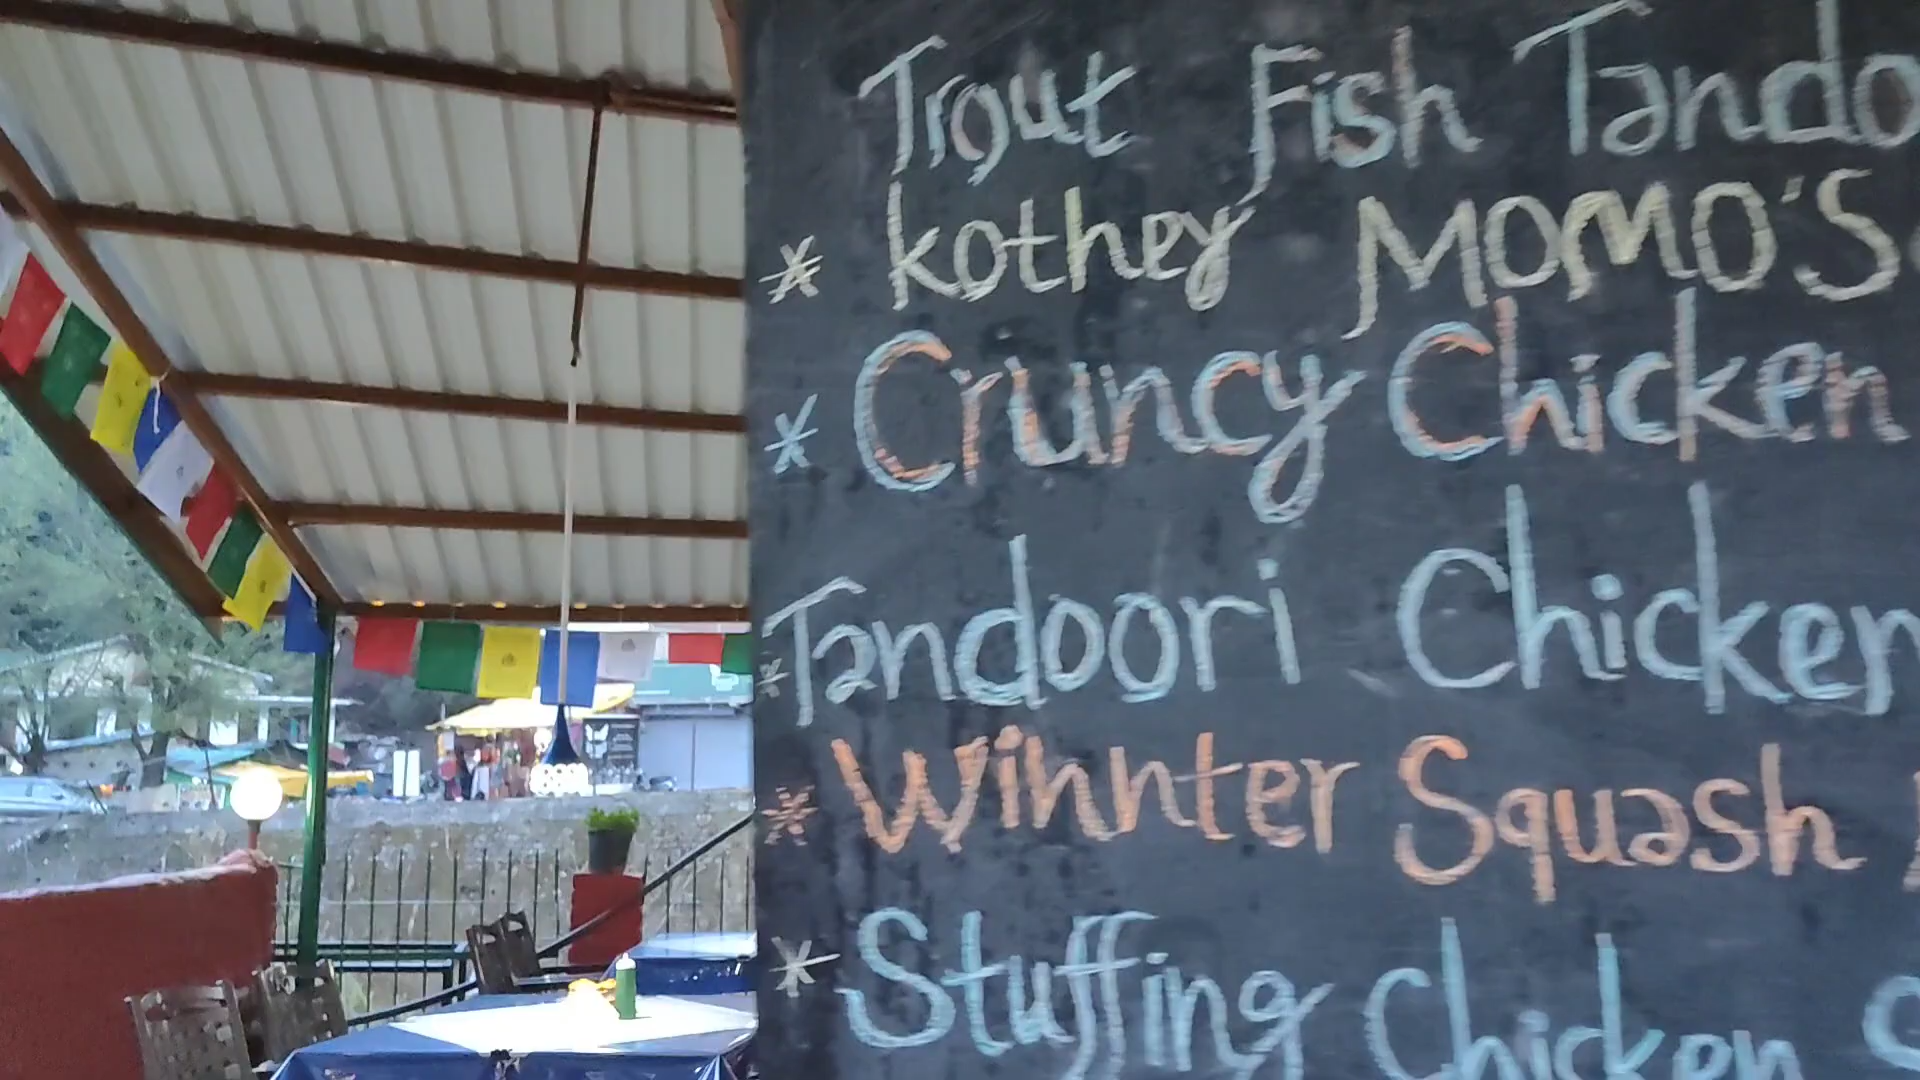 Trout Fish Tando
* kothey MOMO'S
* Cruncy Chicken
* Tandoori Chicken
* Winnter Squash
* Stuffing Chicken S